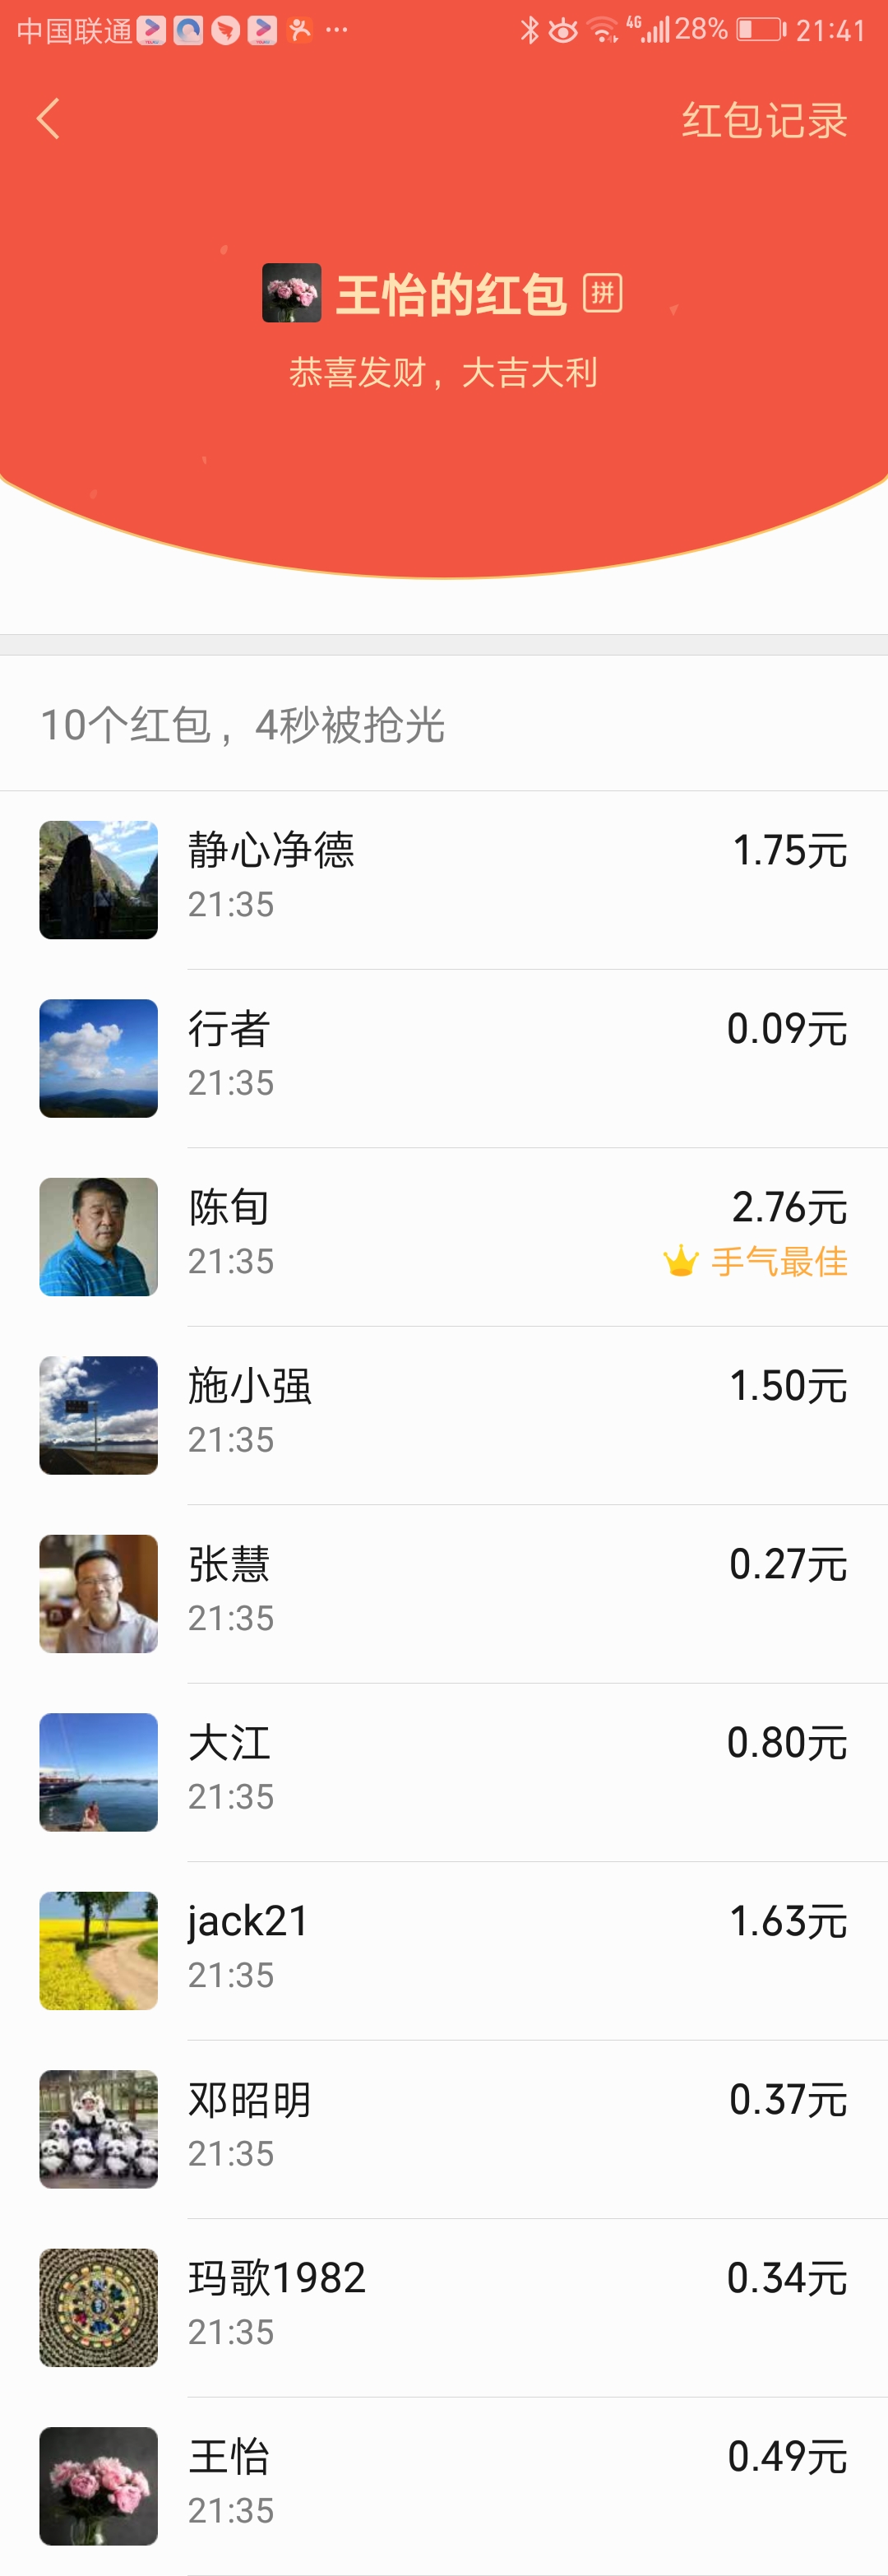 中国联通 4G 28% 21:41
红包记录
王怡的红包 拼
恭喜发财，大吉大利
10个红包，4秒被抢光
静心净德 1.75元
21:35
行者 0.09元
21:35
陈旬 2.76元
21:35 手气最佳
施小强 1.50元
21:35
张慧 0.27元
21:35
大江 0.80元
21:35
jack21 1.63元
21:35
邓昭明 0.37元
21:35
玛歌1982 0.34元
21:35
王怡 0.49元
21:35